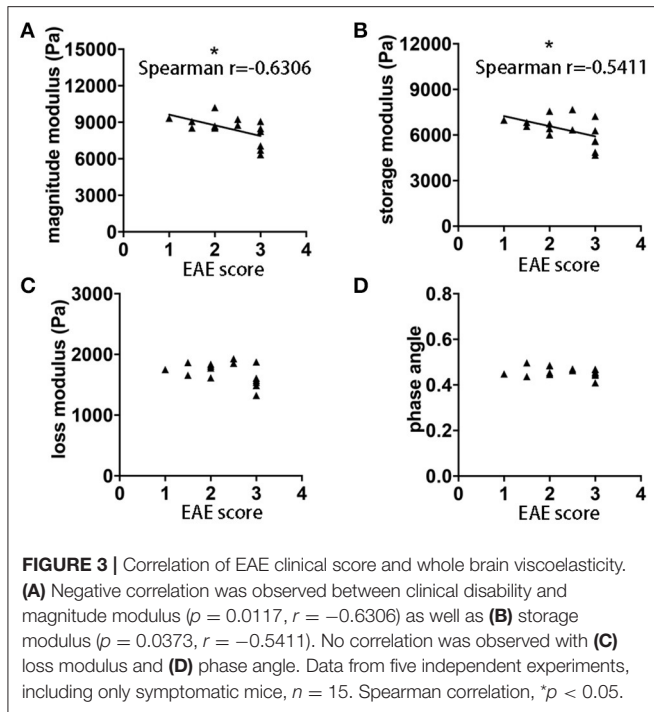 A
*
Spearman r=-0.6306
magnitude modulus (Pa)
15000
12000
9000
6000
3000
0
0 1 2 3 4
EAE score
B
*
Spearman r=-0.5411
storage modulus (Pa)
12000
9000
6000
3000
0
0 1 2 3 4
EAE score
C
loss modulus (Pa)
3000
2000
1000
0
0 1 2 3 4
EAE score
D
phase angle
0.8
0.6
0.4
0.2
0.0
0 1 2 3 4
EAE score
FIGURE 3 | Correlation of EAE clinical score and whole brain viscoelasticity.
(A) Negative correlation was observed between clinical disability and
magnitude modulus (p = 0.0117, r = −0.6306) as well as (B) storage
modulus (p = 0.0373, r = −0.5411). No correlation was observed with (C)
loss modulus and (D) phase angle. Data from five independent experiments,
including only symptomatic mice, n = 15. Spearman correlation, *p < 0.05.